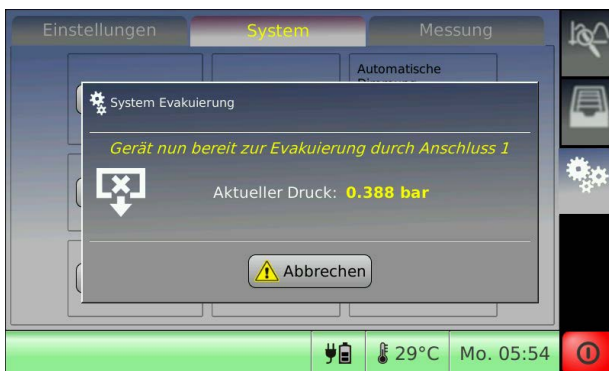 Einstellungen
System
Messung
Automatische
Dimmung
System Evakuierung
Gerät nun bereit zur Evakuierung durch Anschluss 1
Aktueller Druck: 0.388 bar
Abbrechen
29°C
Mo. 05:54